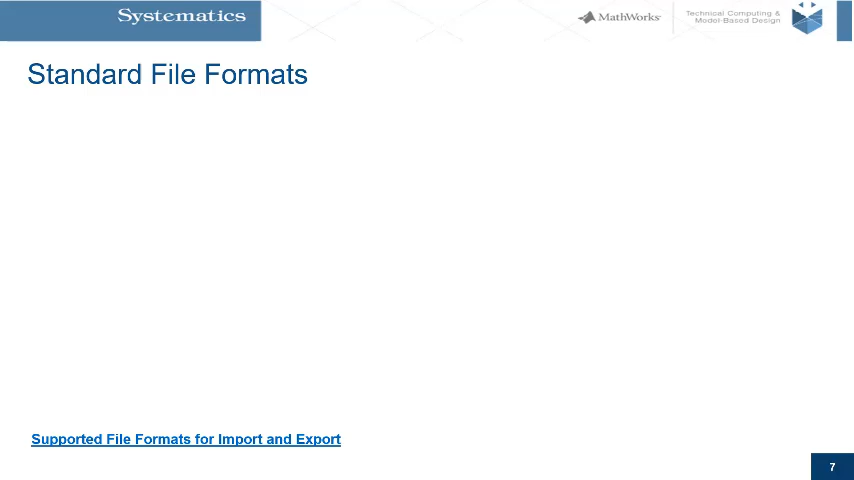 Systematics
MathWorks
Technical Computing &
Model-Based Design
Standard File Formats
Supported File Formats for Import and Export
7